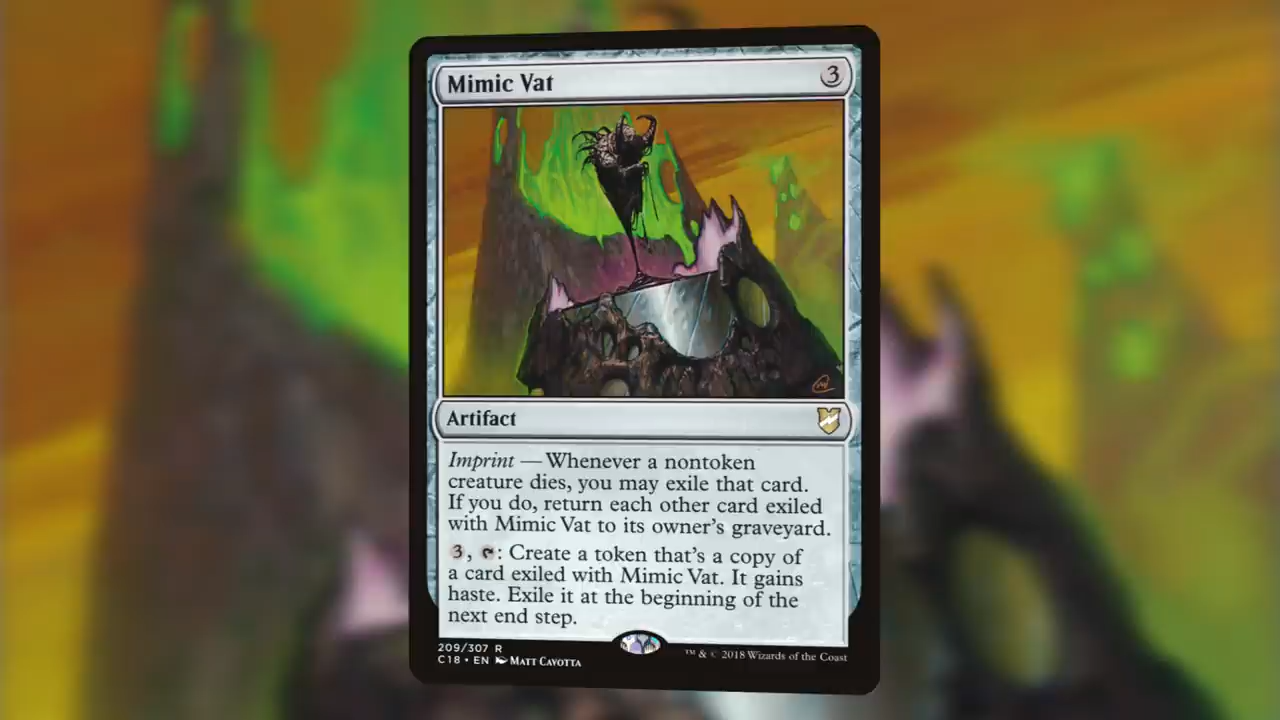 Mimic Vat
3
Artifact
Imprint — Whenever a nontoken
creature dies, you may exile that card.
If you do, return each other card exiled
with Mimic Vat to its owner's graveyard.
3, T: Create a token that's a copy of
a card exiled with Mimic Vat. It gains
haste. Exile it at the beginning of the
next end step.
209/307 R
C18 • EN Matt Cavotta
™ & © 2018 Wizards of the Coast